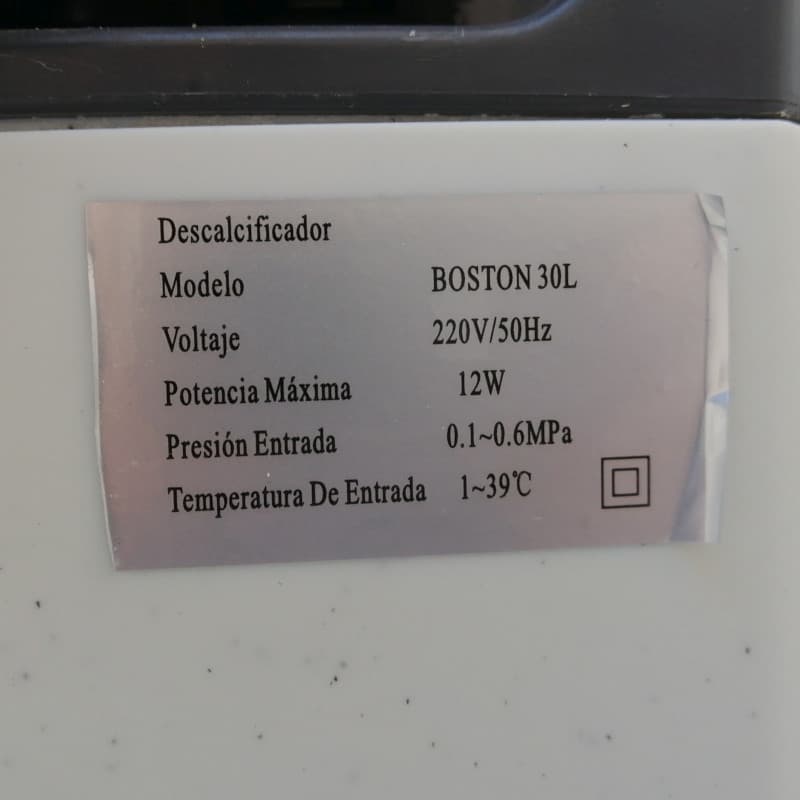 Descalcificador
Modelo BOSTON 30L
Voltaje 220V/50Hz
Potencia Máxima 12W
Presión Entrada 0.1~0.6MPa
Temperatura De Entrada 1~39℃